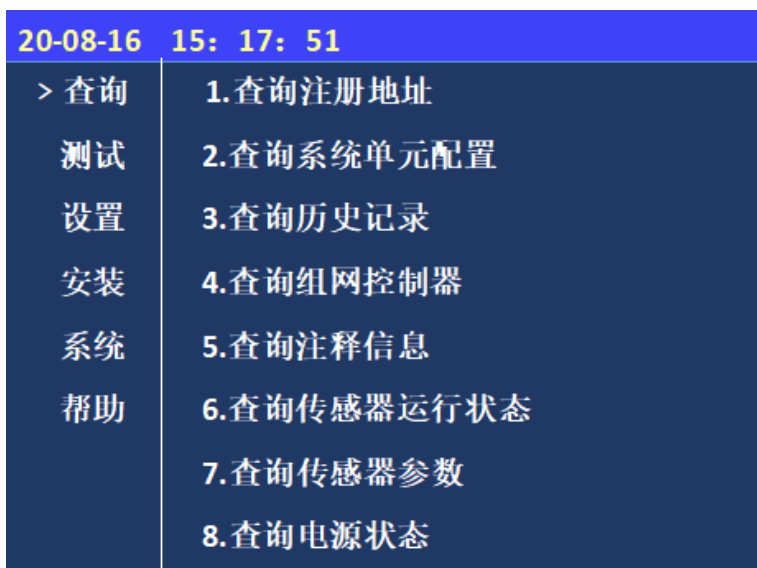 20-08-16 15：17：51
> 查询 1.查询注册地址
测试 2.查询系统单元配置
设置 3.查询历史记录
安装 4.查询组网控制器
系统 5.查询注释信息
帮助 6.查询传感器运行状态
7.查询传感器参数
8.查询电源状态